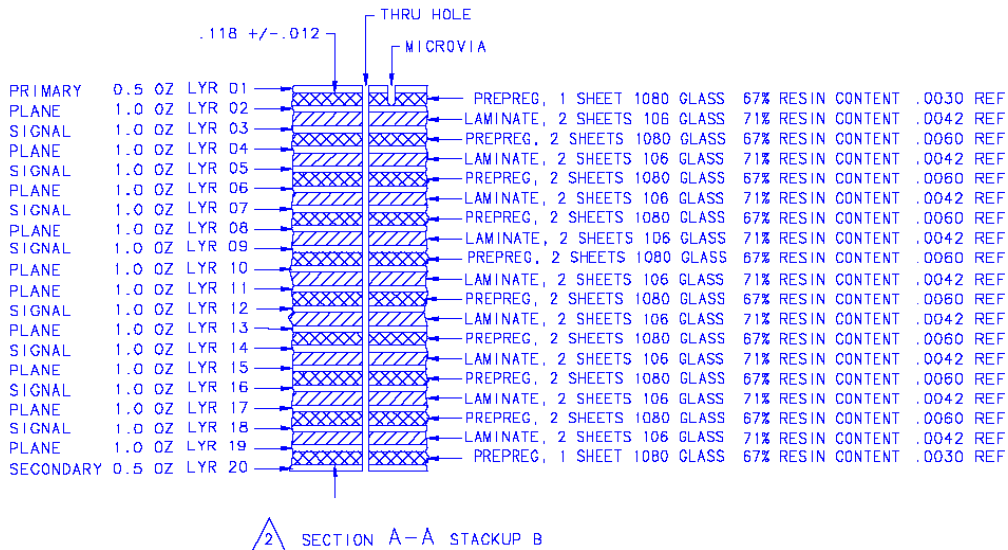 THRU HOLE
.118 +/-.012
MICROVIA
PRIMARY 0.5 OZ LYR 01
PREPREG, 1 SHEET 1080 GLASS 67% RESIN CONTENT .0030 REF
PLANE 1.0 OZ LYR 02
LAMINATE, 2 SHEETS 106 GLASS 71% RESIN CONTENT .0042 REF
SIGNAL 1.0 OZ LYR 03
PREPREG, 2 SHEETS 1080 GLASS 67% RESIN CONTENT .0060 REF
PLANE 1.0 OZ LYR 04
LAMINATE, 2 SHEETS 106 GLASS 71% RESIN CONTENT .0042 REF
SIGNAL 1.0 OZ LYR 05
PREPREG, 2 SHEETS 1080 GLASS 67% RESIN CONTENT .0060 REF
PLANE 1.0 OZ LYR 06
LAMINATE, 2 SHEETS 106 GLASS 71% RESIN CONTENT .0042 REF
SIGNAL 1.0 OZ LYR 07
PREPREG, 2 SHEETS 1080 GLASS 67% RESIN CONTENT .0060 REF
PLANE 1.0 OZ LYR 08
LAMINATE, 2 SHEETS 106 GLASS 71% RESIN CONTENT .0042 REF
SIGNAL 1.0 OZ LYR 09
PREPREG, 2 SHEETS 1080 GLASS 67% RESIN CONTENT .0060 REF
PLANE 1.0 OZ LYR 10
LAMINATE, 2 SHEETS 106 GLASS 71% RESIN CONTENT .0042 REF
PLANE 1.0 OZ LYR 11
PREPREG, 2 SHEETS 1080 GLASS 67% RESIN CONTENT .0060 REF
SIGNAL 1.0 OZ LYR 12
LAMINATE, 2 SHEETS 106 GLASS 71% RESIN CONTENT .0042 REF
PLANE 1.0 OZ LYR 13
PREPREG, 2 SHEETS 1080 GLASS 67% RESIN CONTENT .0060 REF
SIGNAL 1.0 OZ LYR 14
LAMINATE, 2 SHEETS 106 GLASS 71% RESIN CONTENT .0042 REF
PLANE 1.0 OZ LYR 15
PREPREG, 2 SHEETS 1080 GLASS 67% RESIN CONTENT .0060 REF
SIGNAL 1.0 OZ LYR 16
LAMINATE, 2 SHEETS 106 GLASS 71% RESIN CONTENT .0042 REF
PLANE 1.0 OZ LYR 17
PREPREG, 2 SHEETS 1080 GLASS 67% RESIN CONTENT .0060 REF
SIGNAL 1.0 OZ LYR 18
LAMINATE, 2 SHEETS 106 GLASS 71% RESIN CONTENT .0042 REF
PLANE 1.0 OZ LYR 19
PREPREG, 1 SHEET 1080 GLASS 67% RESIN CONTENT .0030 REF
SECONDARY 0.5 OZ LYR 20
2 SECTION A-A STACKUP B